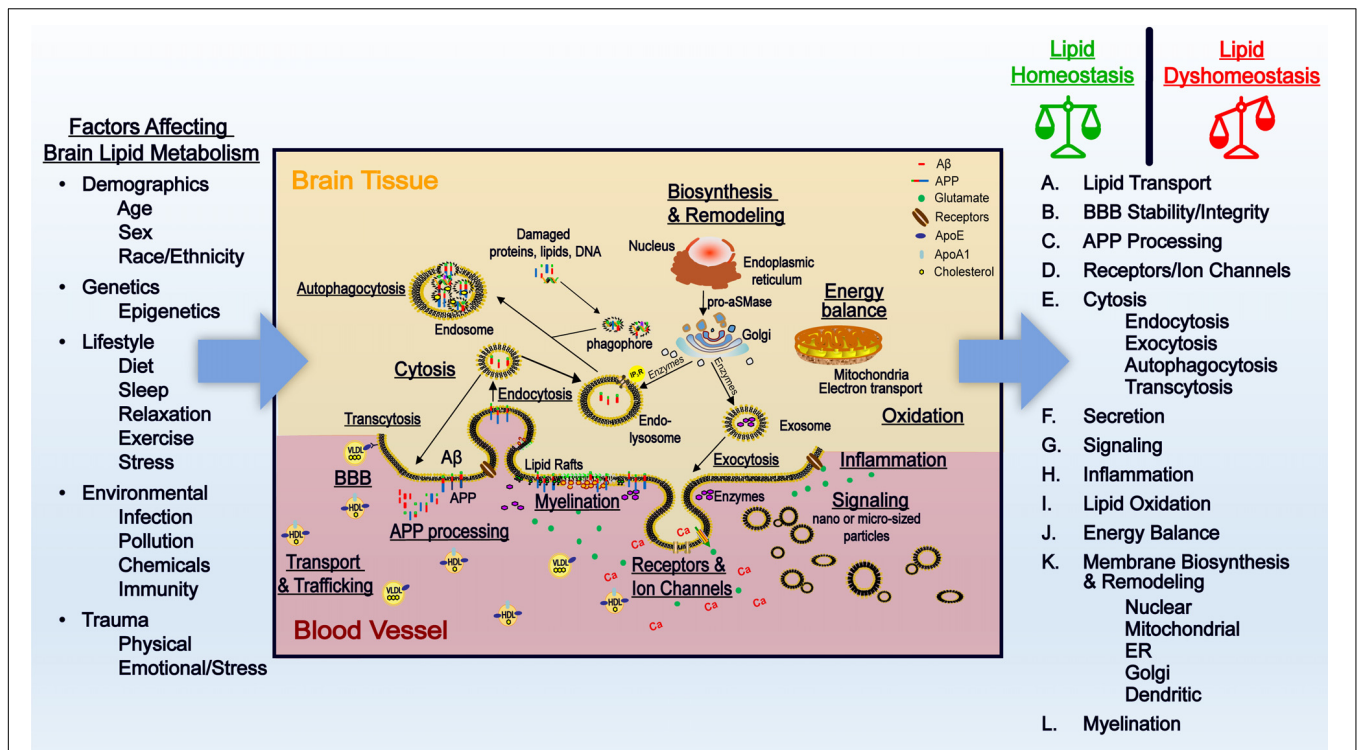 Factors Affecting
Brain Lipid Metabolism
• Demographics
Age
Sex
Race/Ethnicity
• Genetics
Epigenetics
• Lifestyle
Diet
Sleep
Relaxation
Exercise
Stress
• Environmental
Infection
Pollution
Chemicals
Immunity
• Trauma
Physical
Emotional/Stress
Brain Tissue
Biosynthesis
& Remodeling
Aβ
APP
Glutamate
Receptors
ApoE
ApoA1
Cholesterol
Damaged
proteins, lipids, DNA
Nucleus
Endoplasmic
reticulum
Autophagocytosis
Endosome
pro-aSMase
Golgi
phagophore
Energy
balance
Mitochondria
Electron transport
Cytosis
Endocytosis
IP₃R
Enzymes
Enzymes
Endo-
lysosome
Exosome
Oxidation
Transcytosis
Exocytosis
Aβ
APP
Lipid Rafts
Inflammation
VLDL
BBB
Myelination
Enzymes
Signaling
nano or micro-sized
particles
HDL
APP processing
HDL
Ca
Ca
Ca
Transport
& Trafficking
HDL
VLDL
Receptors &
Ion Channels
Ca
Ca
Ca
VLDL
HDL
HDL
Ca
Ca
Blood Vessel
Lipid
Homeostasis
Lipid
Dyshomeostasis
A. Lipid Transport
B. BBB Stability/Integrity
C. APP Processing
D. Receptors/Ion Channels
E. Cytosis
Endocytosis
Exocytosis
Autophagocytosis
Transcytosis
F. Secretion
G. Signaling
H. Inflammation
I. Lipid Oxidation
J. Energy Balance
K. Membrane Biosynthesis
& Remodeling
Nuclear
Mitochondrial
ER
Golgi
Dendritic
L. Myelination